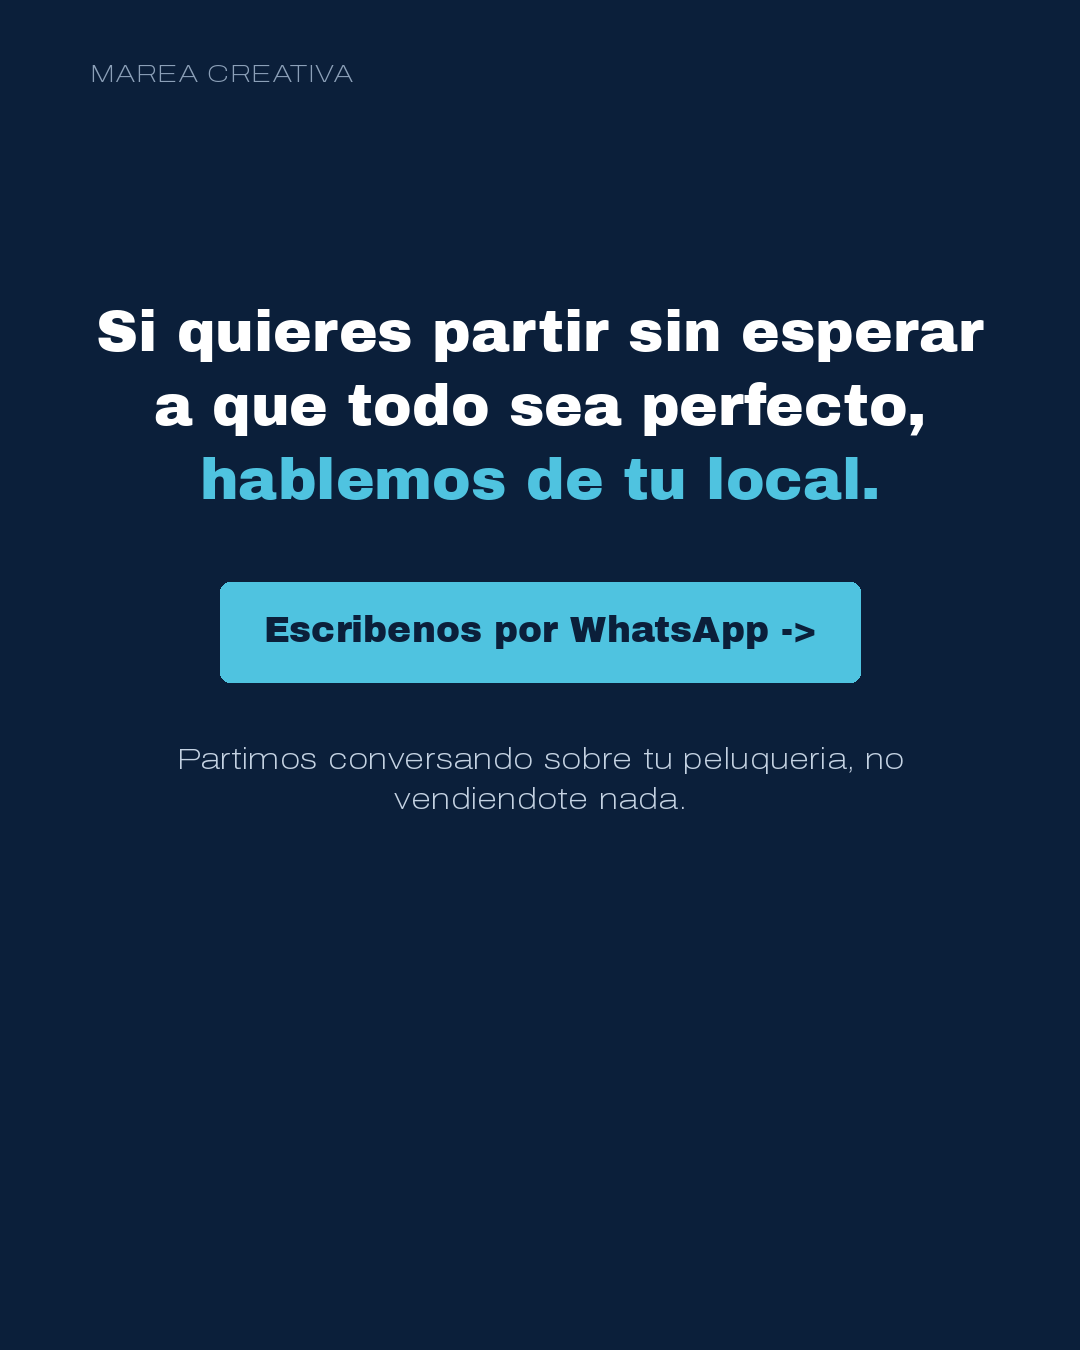 MAREA CREATIVA
Si quieres partir sin esperar
a que todo sea perfecto,
hablemos de tu local.
Escribenos por WhatsApp ->
Partimos conversando sobre tu peluqueria, no
vendiendote nada.